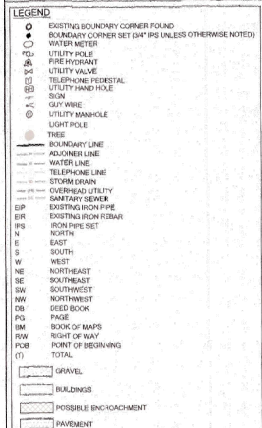 LEGEND
EXISTING BOUNDARY CORNER FOUND
BOUNDARY CORNER SET (3/4" IPS UNLESS OTHERWISE NOTED)
WATER METER
UTILITY POLE
FIRE HYDRANT
UTILITY VALVE
TELEPHONE PEDESTAL
UTILITY HAND HOLE
SIGN
GUY WIRE
UTILITY MANHOLE
LIGHT POLE
TREE
BOUNDARY LINE
ADJOINER LINE
WATER LINE
TELEPHONE LINE
STORM DRAIN
OVERHEAD UTILITY
SANITARY SEWER
EIP EXISTING IRON PIPE
EIR EXISTING IRON REBAR
IPS IRON PIPE SET
N NORTH
E EAST
S SOUTH
W WEST
NE NORTHEAST
SE SOUTHEAST
SW SOUTHWEST
NW NORTHWEST
DB DEED BOOK
PG PAGE
BM BOOK OF MAPS
R/W RIGHT OF WAY
POB POINT OF BEGINNING
(T) TOTAL
GRAVEL
BUILDINGS
POSSIBLE ENCROACHMENT
PAVEMENT